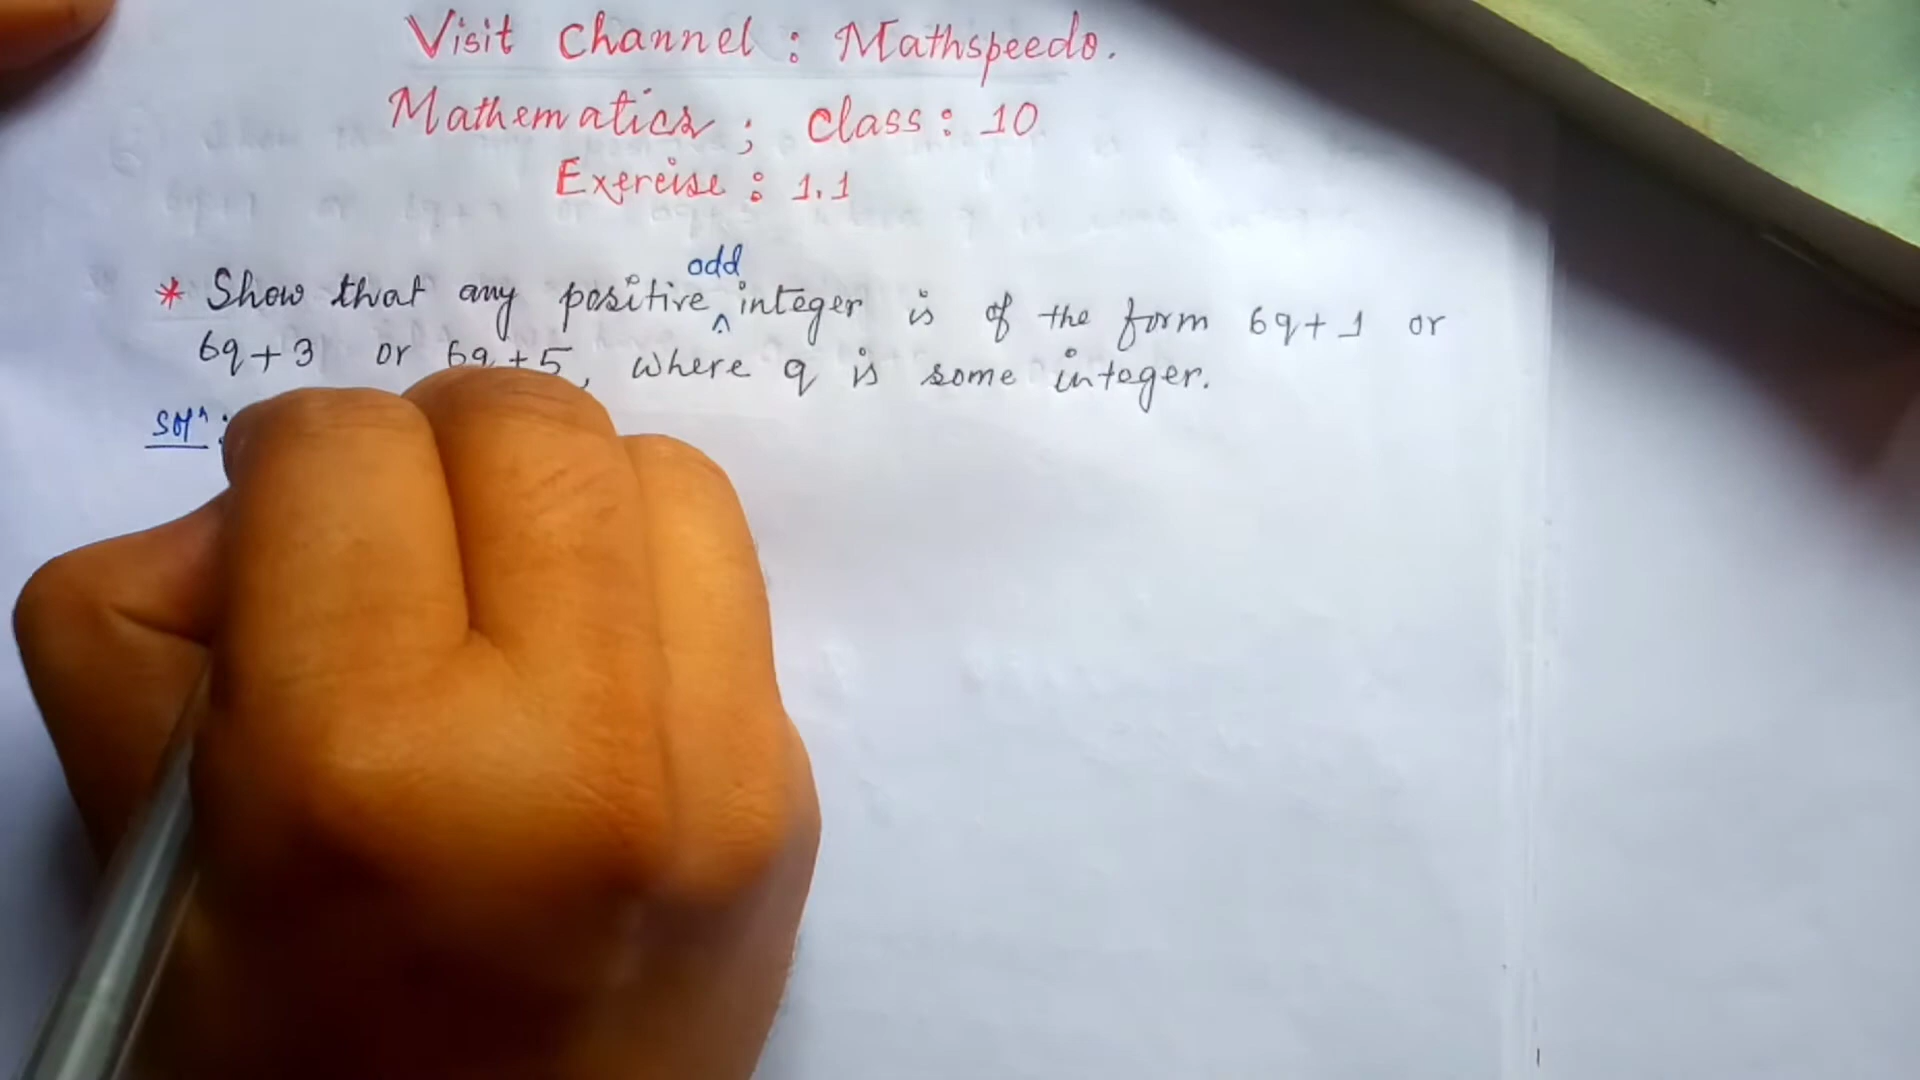 Visit Channel : Mathspeedo.
Mathematics ; Class : 10
Exercise : 1.1
odd
* Show that any positive ^ integer is of the form 6q+1 or
6q+3 or 6q+5, where q is some integer.
Solⁿ :